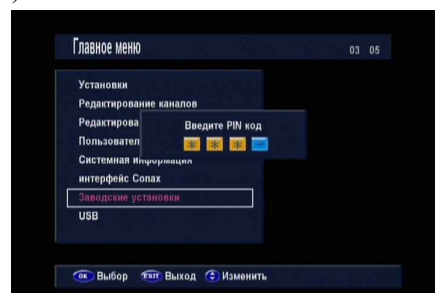 Главное меню
03 05
Установки
Редактирование каналов
Редактирова
Введите PIN код
Пользовател
* * * –
Системная информация
интерфейс Conax
Заводские установки
USB
OK Выбор EXIT Выход Изменить